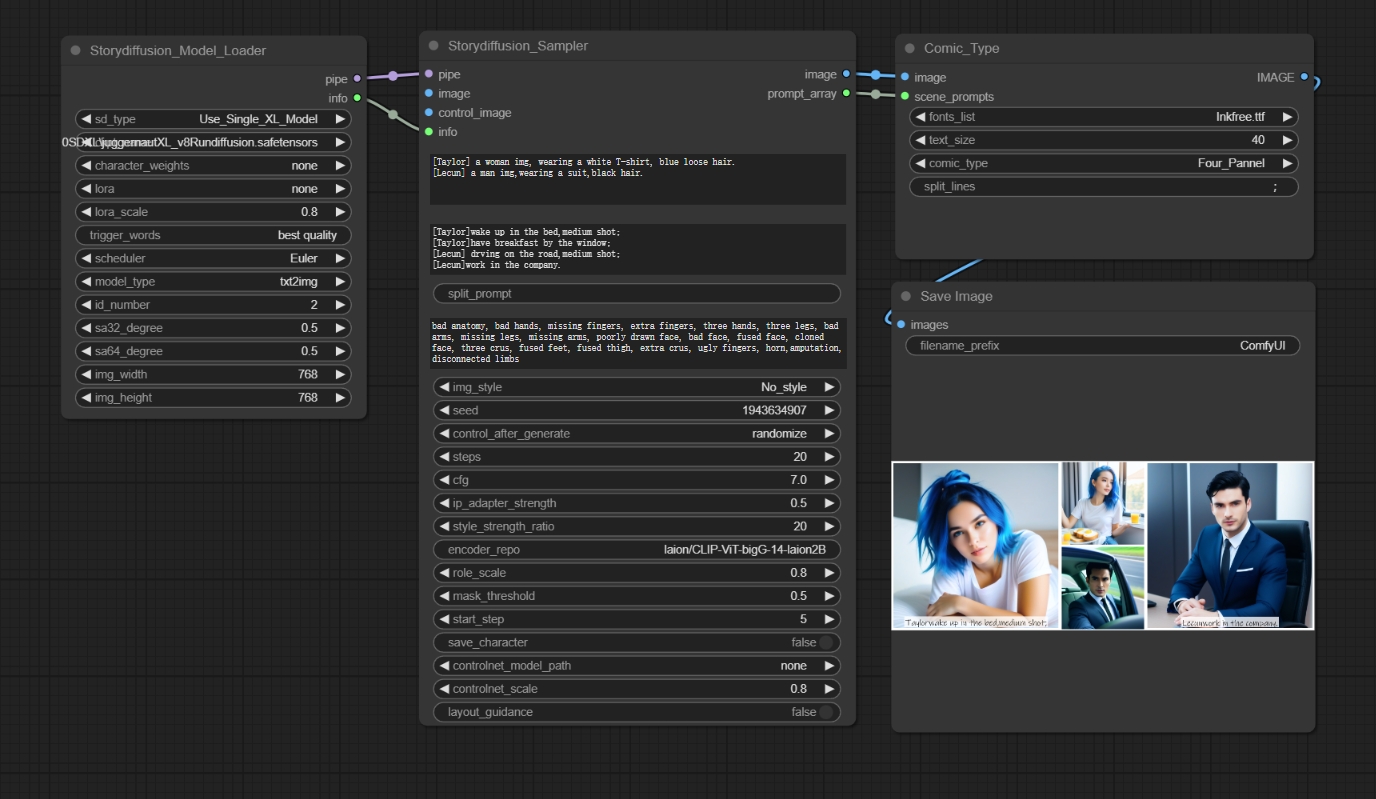 Storydiffusion_Model_Loader
pipe
info
sd_type Use_Single_XL_Model
juggernautXL_v8Rundiffusion.safetensors
character_weights none
lora none
lora_scale 0.8
trigger_words best quality
scheduler Euler
model_type txt2img
id_number 2
sa32_degree 0.5
sa64_degree 0.5
img_width 768
img_height 768
Storydiffusion_Sampler
pipe image
image prompt_array
control_image
info
[Taylor] a woman img, wearing a white T-shirt, blue loose hair.
[Lecun] a man img,wearing a suit,black hair.
[Taylor]wake up in the bed,medium shot;
[Taylor]have breakfast by the window;
[Lecun] drving on the road,medium shot;
[Lecun]work in the company.
split_prompt
bad anatomy, bad hands, missing fingers, extra fingers, three hands, three legs, bad
arms, missing legs, missing arms, poorly drawn face, bad face, fused face, cloned
face, three crus, fused feet, fused thigh, extra crus, ugly fingers, horn,amputation,
disconnected limbs
img_style No_style
seed 1943634907
control_after_generate randomize
steps 20
cfg 7.0
ip_adapter_strength 0.5
style_strength_ratio 20
encoder_repo laion/CLIP-ViT-bigG-14-laion2B
role_scale 0.8
mask_threshold 0.5
start_step 5
save_character false
controlnet_model_path none
controlnet_scale 0.8
layout_guidance false
Comic_Type
image IMAGE
scene_prompts
fonts_list Inkfree.ttf
text_size 40
comic_type Four_Pannel
split_lines ;
Save Image
images
filename_prefix ComfyUI
Taylorwake up in the bed,medium shot;
Lecunwork in the company.